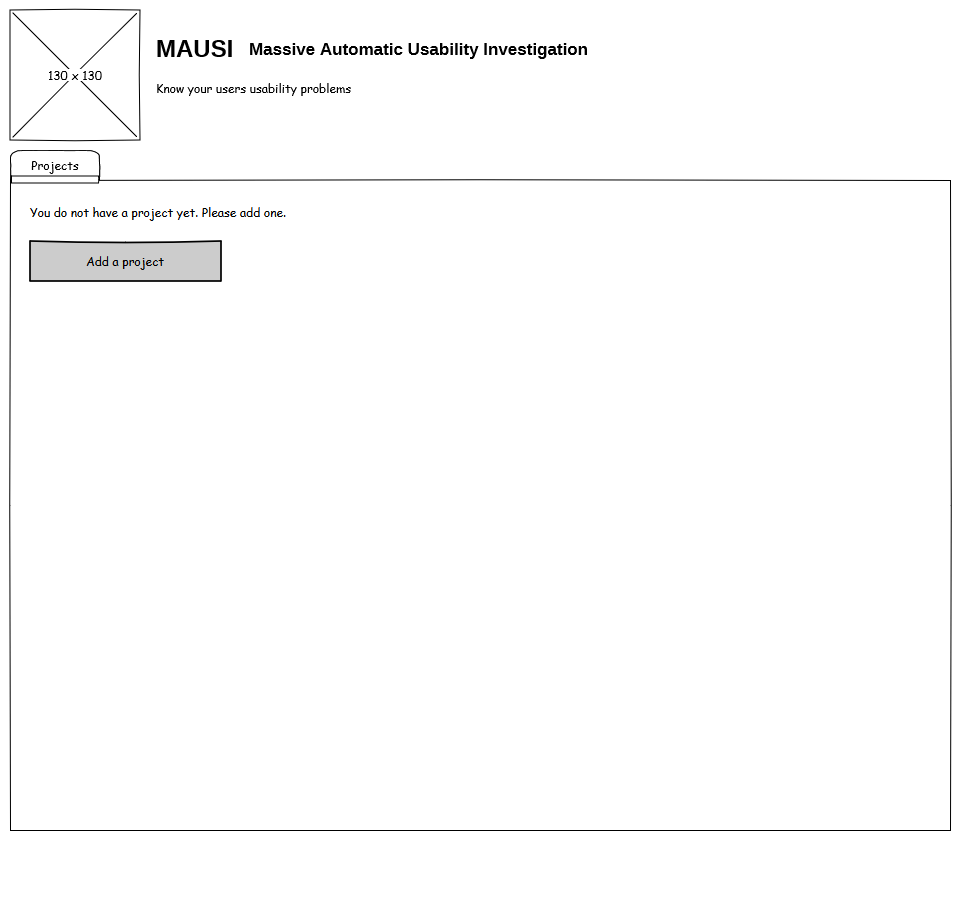 MAUSI Massive Automatic Usability Investigation
130 x 130
Know your users usability problems
Projects
You do not have a project yet. Please add one.
Add a project